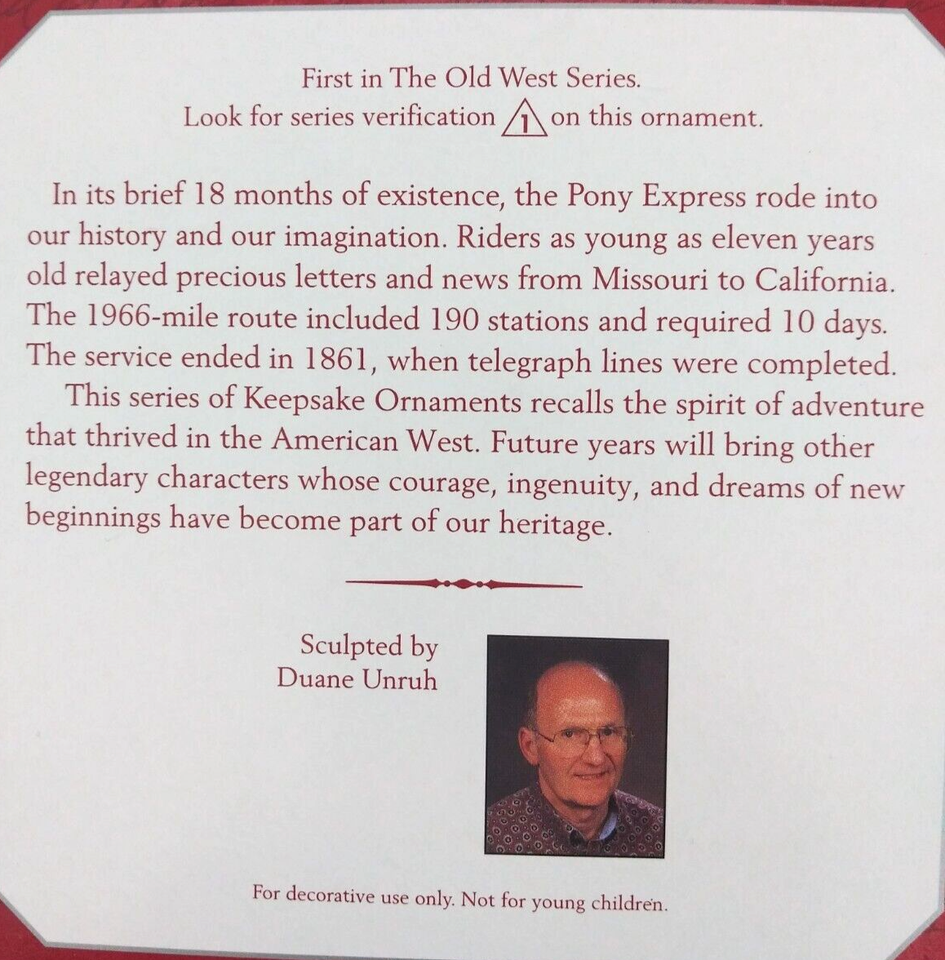 First in The Old West Series.
Look for series verification 1 on this ornament.
In its brief 18 months of existence, the Pony Express rode into
our history and our imagination. Riders as young as eleven years
old relayed precious letters and news from Missouri to California.
The 1966-mile route included 190 stations and required 10 days.
The service ended in 1861, when telegraph lines were completed.
This series of Keepsake Ornaments recalls the spirit of adventure
that thrived in the American West. Future years will bring other
legendary characters whose courage, ingenuity, and dreams of new
beginnings have become part of our heritage.
Sculpted by
Duane Unruh
For decorative use only. Not for young children.